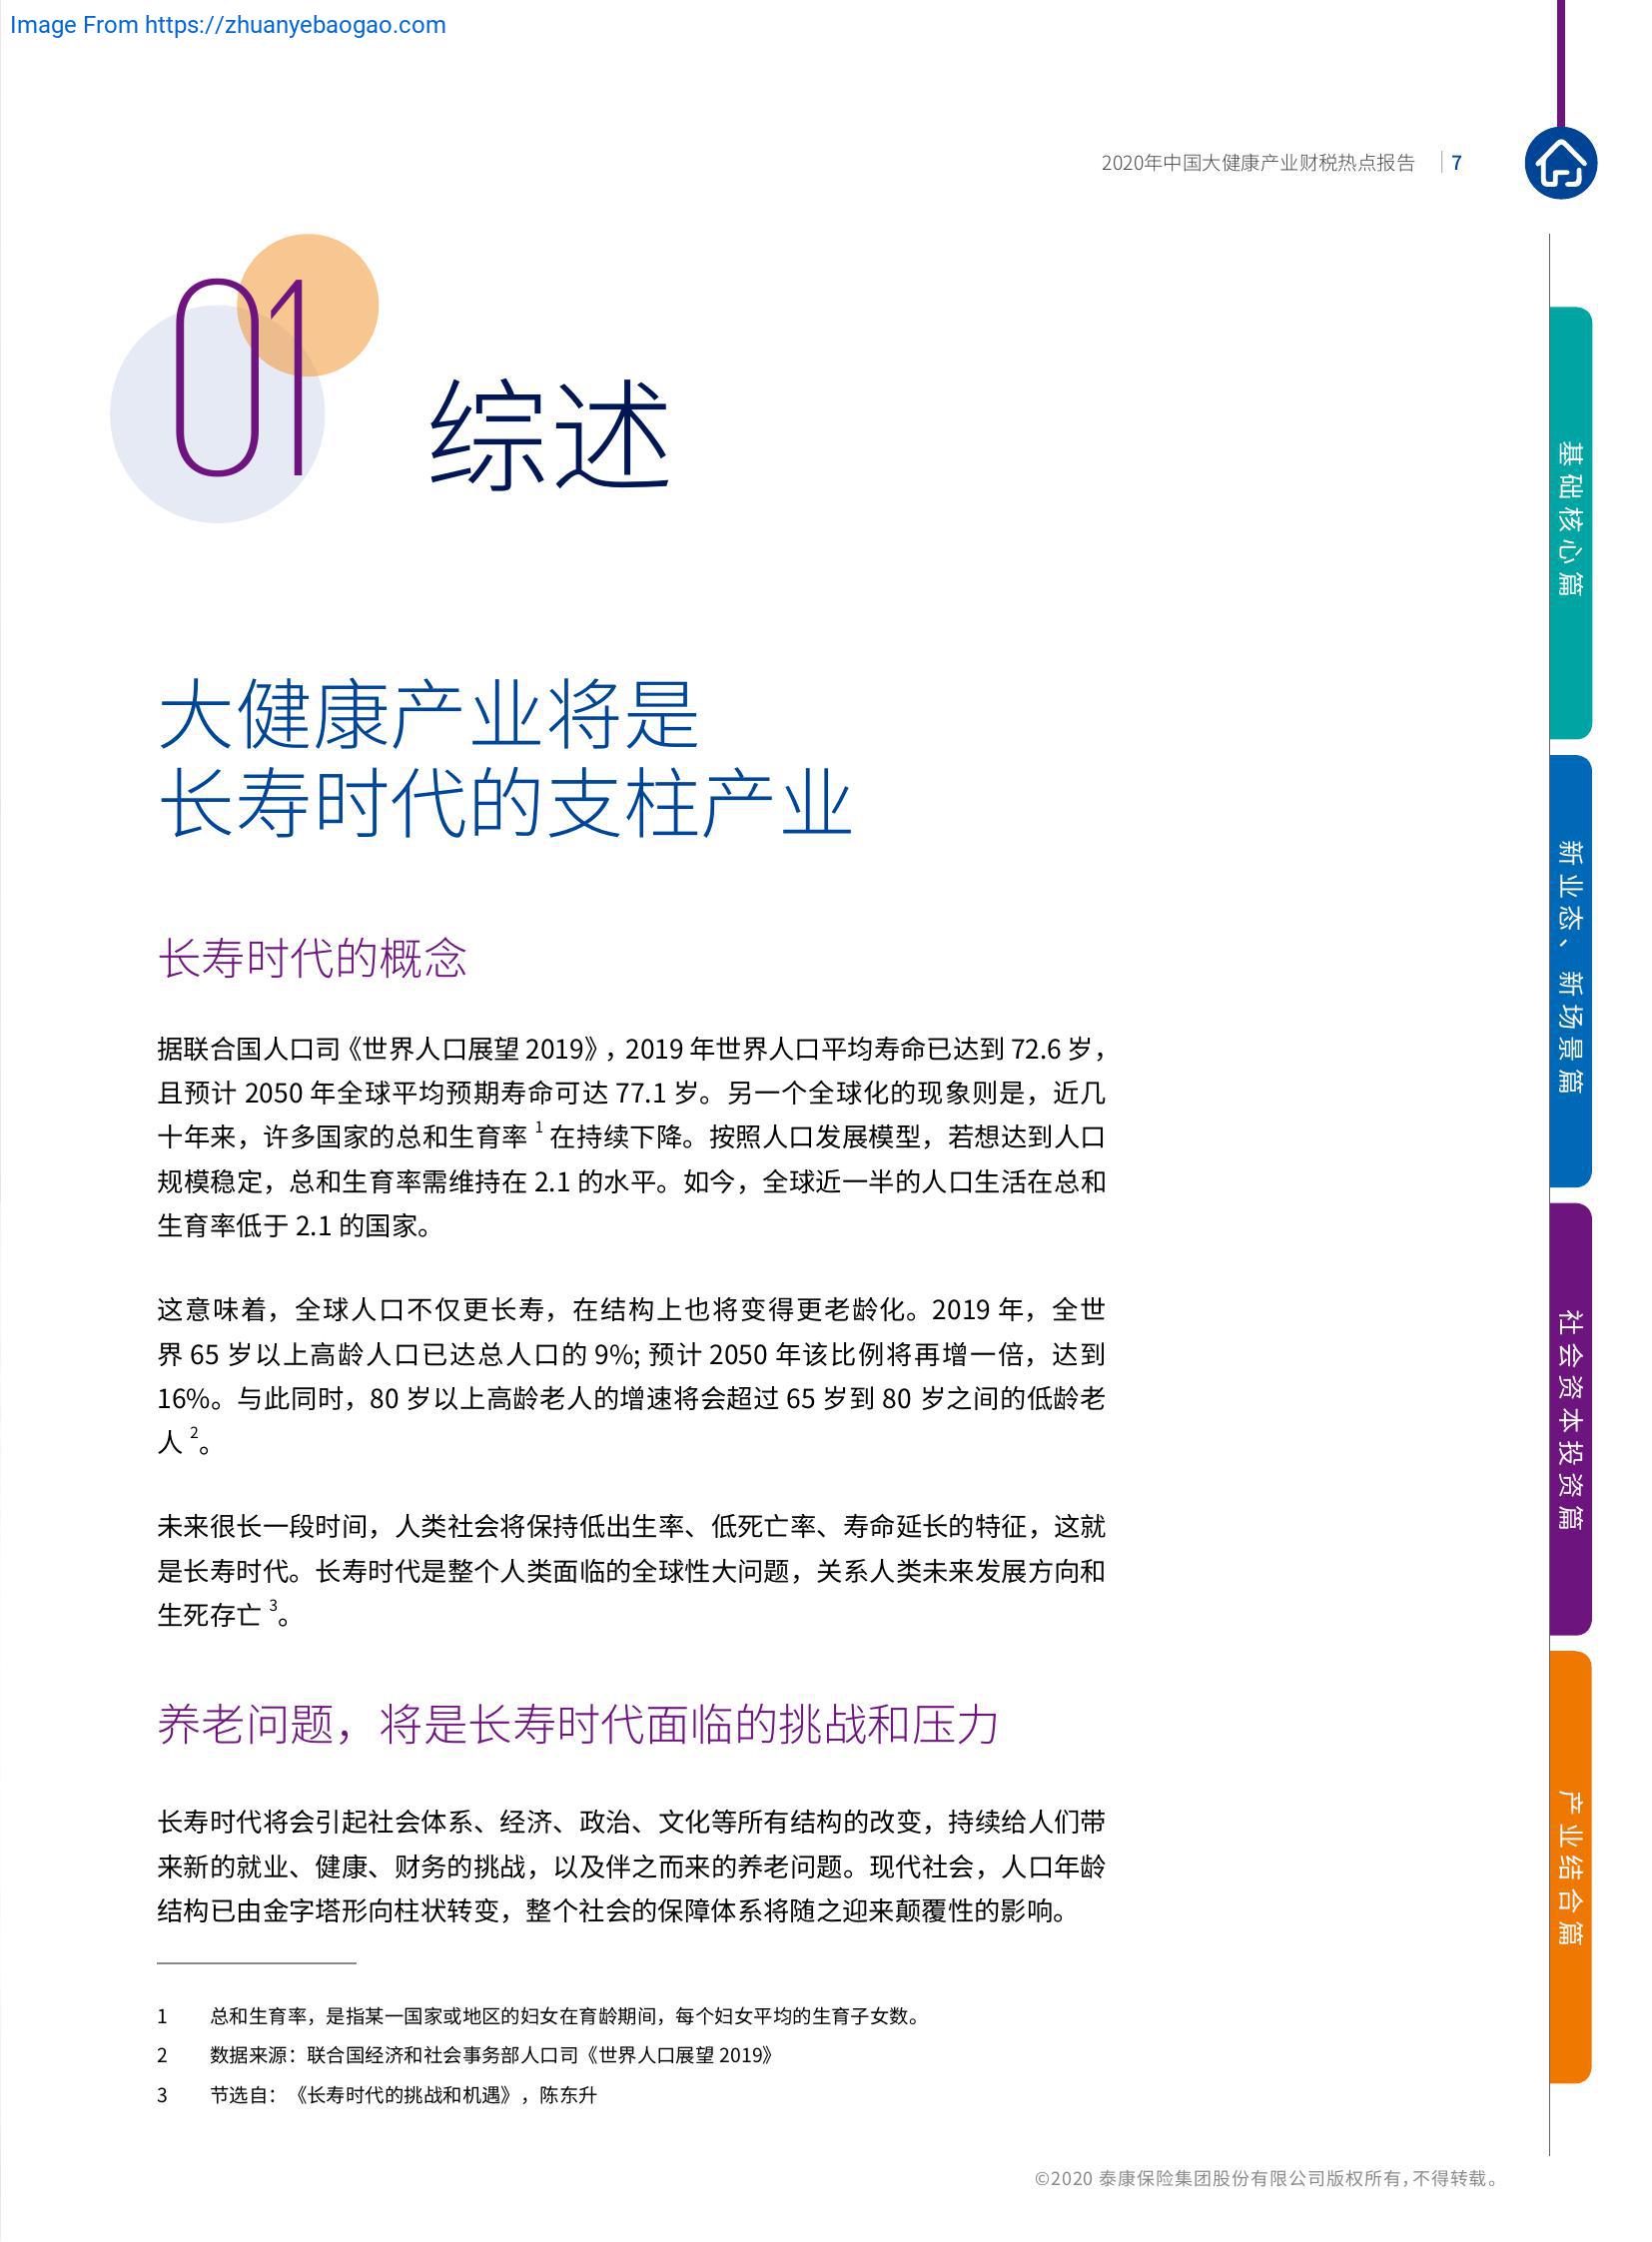 Image From https://zhuanyebaogao.com
2020年中国大健康产业财税热点报告 7
01
综述
大健康产业将是
长寿时代的支柱产业
长寿时代的概念
据联合国人口司《世界人口展望 2019》，2019 年世界人口平均寿命已达到 72.6 岁，
且预计 2050 年全球平均预期寿命可达 77.1 岁。另一个全球化的现象则是，近几
十年来，许多国家的总和生育率 1 在持续下降。按照人口发展模型，若想达到人口
规模稳定，总和生育率需维持在 2.1 的水平。如今，全球近一半的人口生活在总和
生育率低于 2.1 的国家。
这意味着，全球人口不仅更长寿，在结构上也将变得更老龄化。2019 年，全世
界 65 岁以上高龄人口已达总人口的 9%; 预计 2050 年该比例将再增一倍，达到
16%。与此同时，80 岁以上高龄老人的增速将会超过 65 岁到 80 岁之间的低龄老
人 2。
未来很长一段时间，人类社会将保持低出生率、低死亡率、寿命延长的特征，这就
是长寿时代。长寿时代是整个人类面临的全球性大问题，关系人类未来发展方向和
生死存亡 3。
养老问题，将是长寿时代面临的挑战和压力
长寿时代将会引起社会体系、经济、政治、文化等所有结构的改变，持续给人们带
来新的就业、健康、财务的挑战，以及伴之而来的养老问题。现代社会，人口年龄
结构已由金字塔形向柱状转变，整个社会的保障体系将随之迎来颠覆性的影响。
1 总和生育率，是指某一国家或地区的妇女在育龄期间，每个妇女平均的生育子女数。
2 数据来源：联合国经济和社会事务部人口司《世界人口展望 2019》
3 节选自：《长寿时代的挑战和机遇》，陈东升
基础核心篇
新业态、新场景篇
社会资本投资篇
产业结合篇
©2020 泰康保险集团股份有限公司版权所有，不得转载。